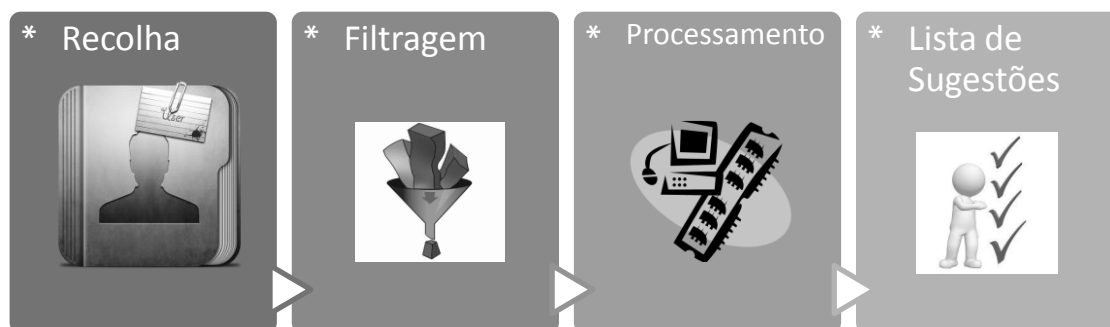 * Recolha
* Filtragem
* Processamento
* Lista de
Sugestões
User